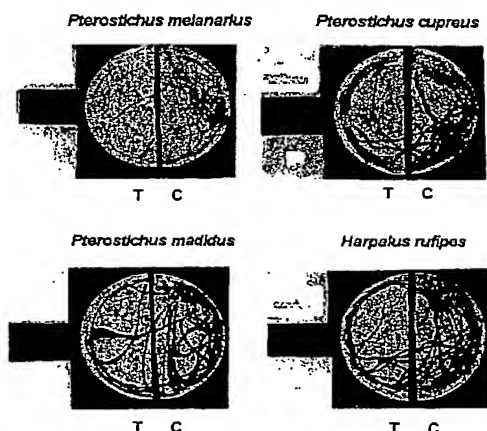 Pterostichus melanarius
Pterostichus cupreus
T C
T C
Pterostichus madidus
Harpalus rufipes
T C
T C